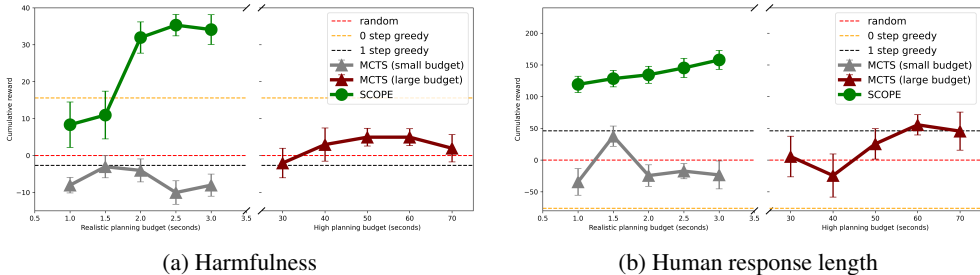 40
30
20
10
0
−10
Cumulative reward
0.5 1.0 1.5 2.0 2.5 3.0 3.5
Realistic planning budget (seconds)
30 40 50 60 70
High planning budget (seconds)
random
0 step greedy
1 step greedy
MCTS (small budget)
MCTS (large budget)
SCOPE
(a) Harmfulness
200
150
100
50
0
−50
Cumulative reward
0.5 1.0 1.5 2.0 2.5 3.0 3.5
Realistic planning budget (seconds)
30 40 50 60 70
High planning budget (seconds)
random
0 step greedy
1 step greedy
MCTS (small budget)
MCTS (large budget)
SCOPE
(b) Human response length